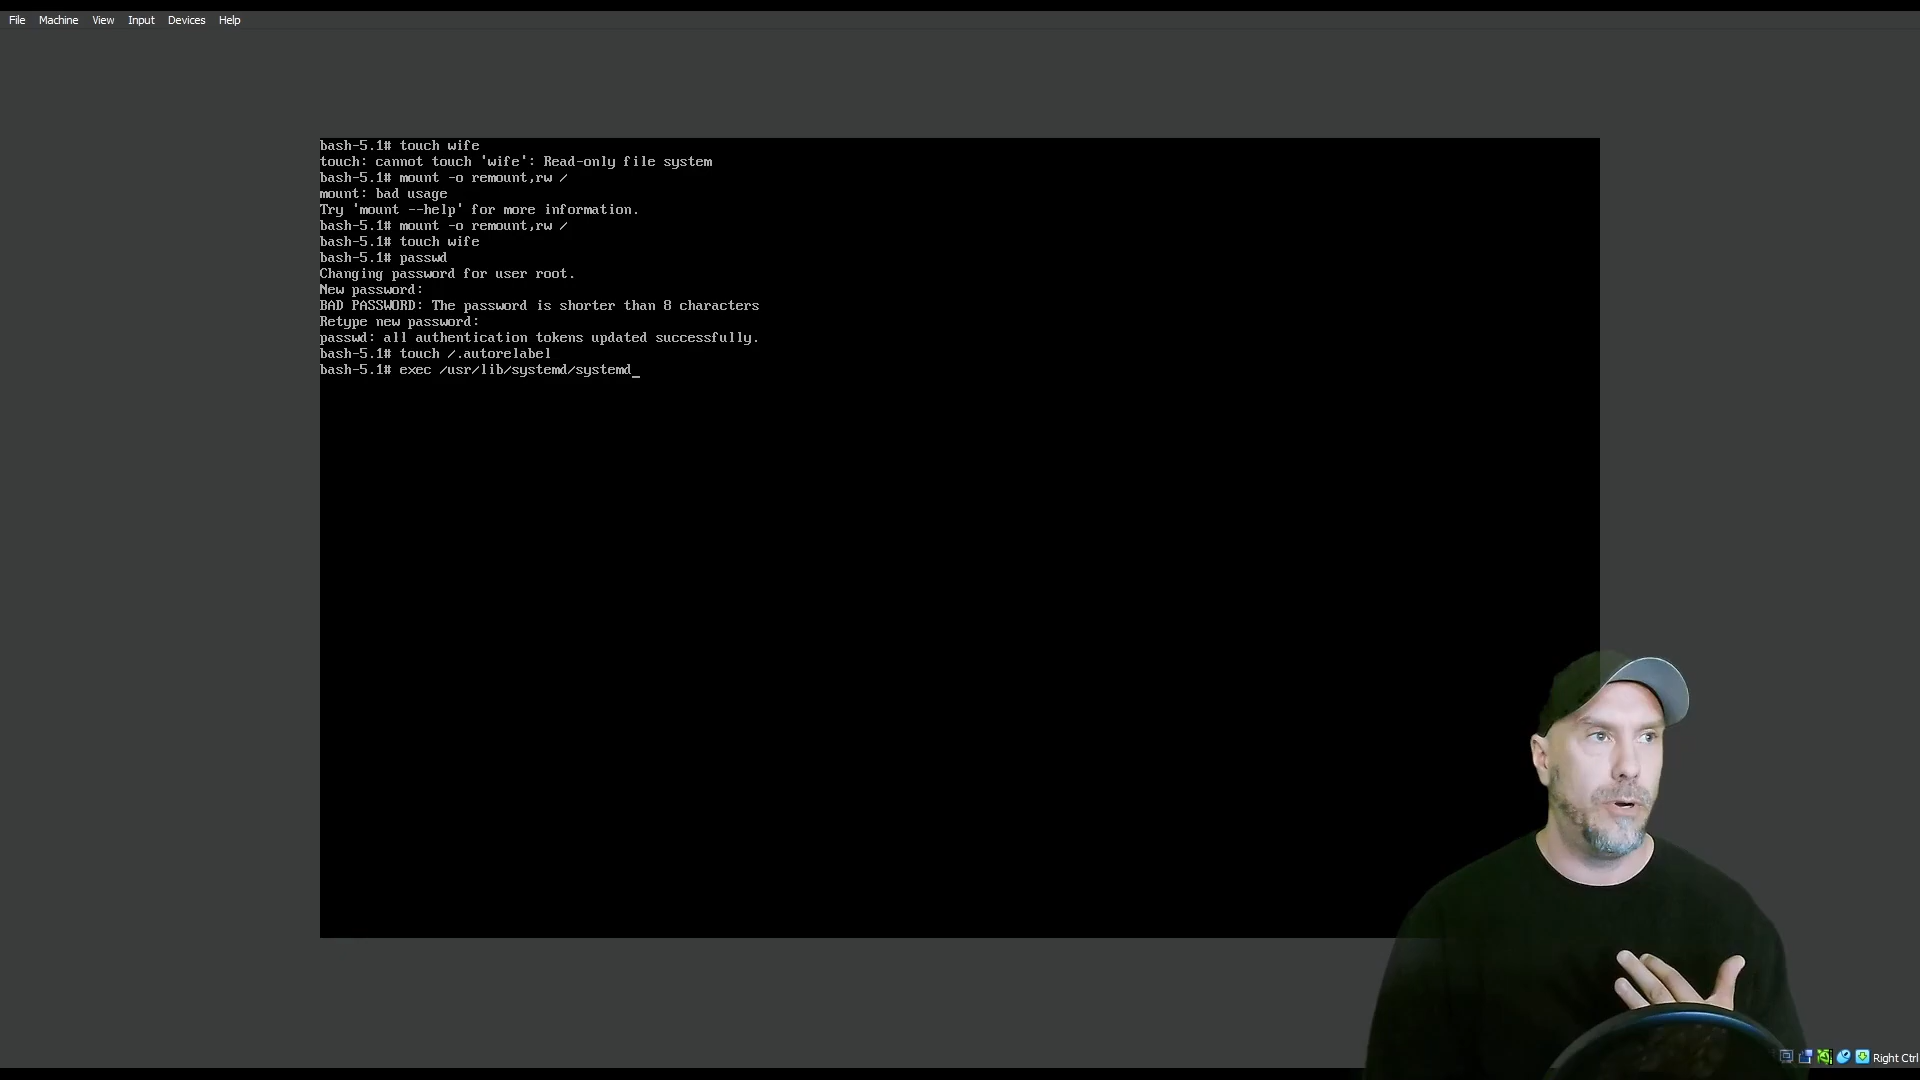 File Machine View Input Devices Help
bash-5.1# touch wife
touch: cannot touch 'wife': Read-only file system
bash-5.1# mount -o remount,rw /
mount: bad usage
Try 'mount --help' for more information.
bash-5.1# mount -o remount,rw /
bash-5.1# touch wife
bash-5.1# passwd
Changing password for user root.
New password:
BAD PASSWORD: The password is shorter than 8 characters
Retype new password:
passwd: all authentication tokens updated successfully.
bash-5.1# touch /.autorelabel
bash-5.1# exec /usr/lib/systemd/systemd_
Right Ctrl